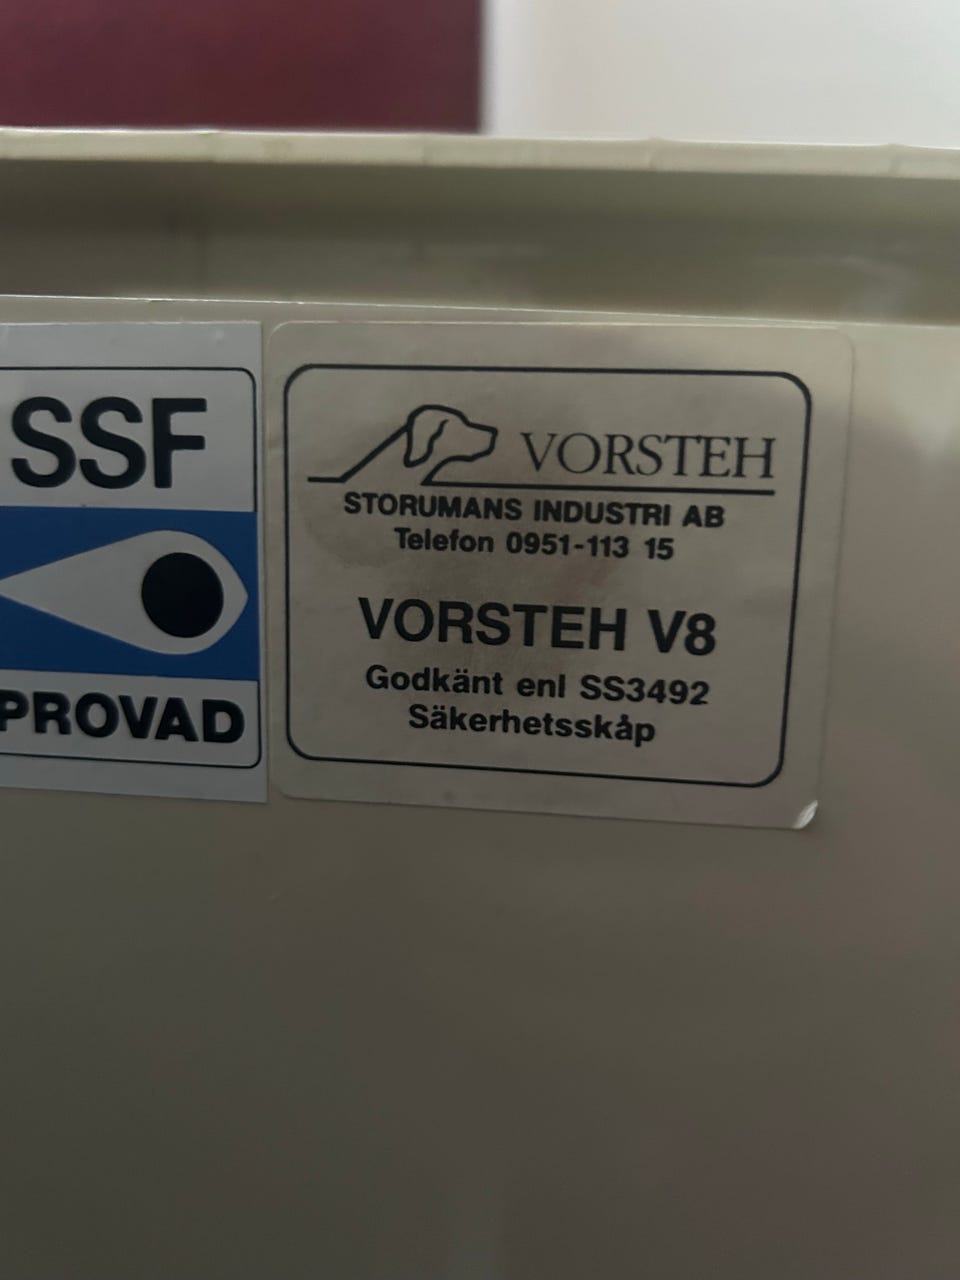 SSF
PROVAD
VORSTEH
STORUMANS INDUSTRI AB
Telefon 0951-113 15
VORSTEH V8
Godkänt enl SS3492
Säkerhetsskåp